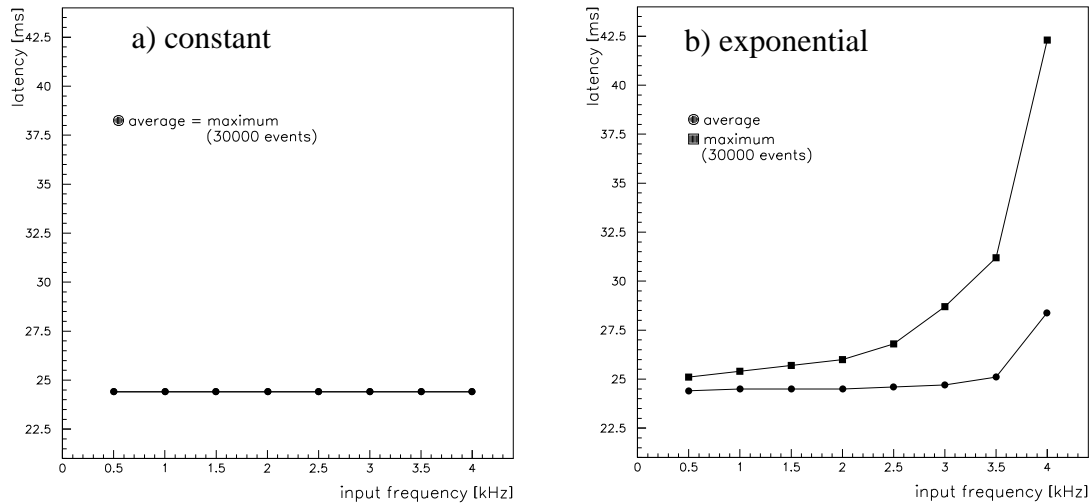 a) constant
latency [ms]
42.5
40
37.5
35
32.5
30
27.5
25
22.5
average = maximum
(30000 events)
0 0.5 1 1.5 2 2.5 3 3.5 4
input frequency [kHz]
b) exponential
latency [ms]
42.5
40
37.5
35
32.5
30
27.5
25
22.5
average
maximum
(30000 events)
0 0.5 1 1.5 2 2.5 3 3.5 4
input frequency [kHz]